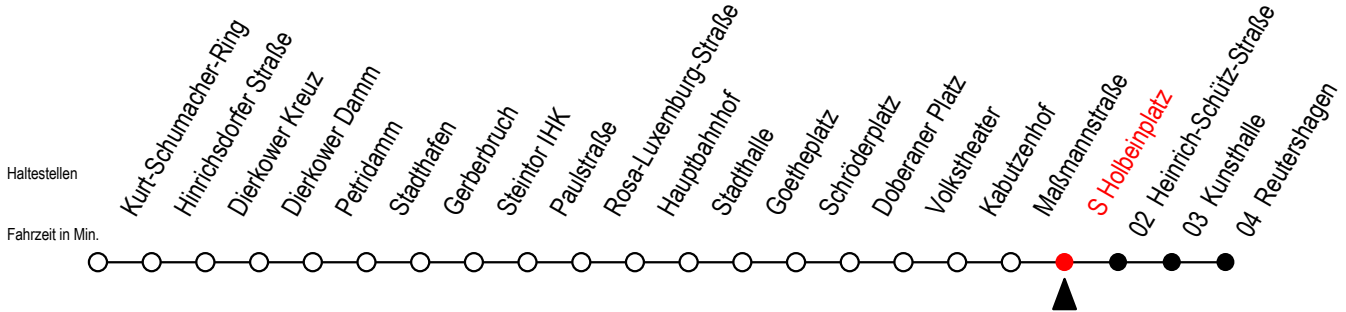 Haltestellen
Fahrzeit in Min.
Kurt-Schumacher-Ring
Hinrichsdorfer Straße
Dierkower Kreuz
Dierkower Damm
Petridamm
Stadthafen
Gerberbruch
Steintor IHK
Paulstraße
Rosa-Luxemburg-Straße
Hauptbahnhof
Stadthalle
Goetheplatz
Schröderplatz
Doberaner Platz
Volkstheater
Kabutzenhof
Maßmannstraße
S Holbeinplatz
02 Heinrich-Schütz-Straße
03 Kunsthalle
04 Reutershagen